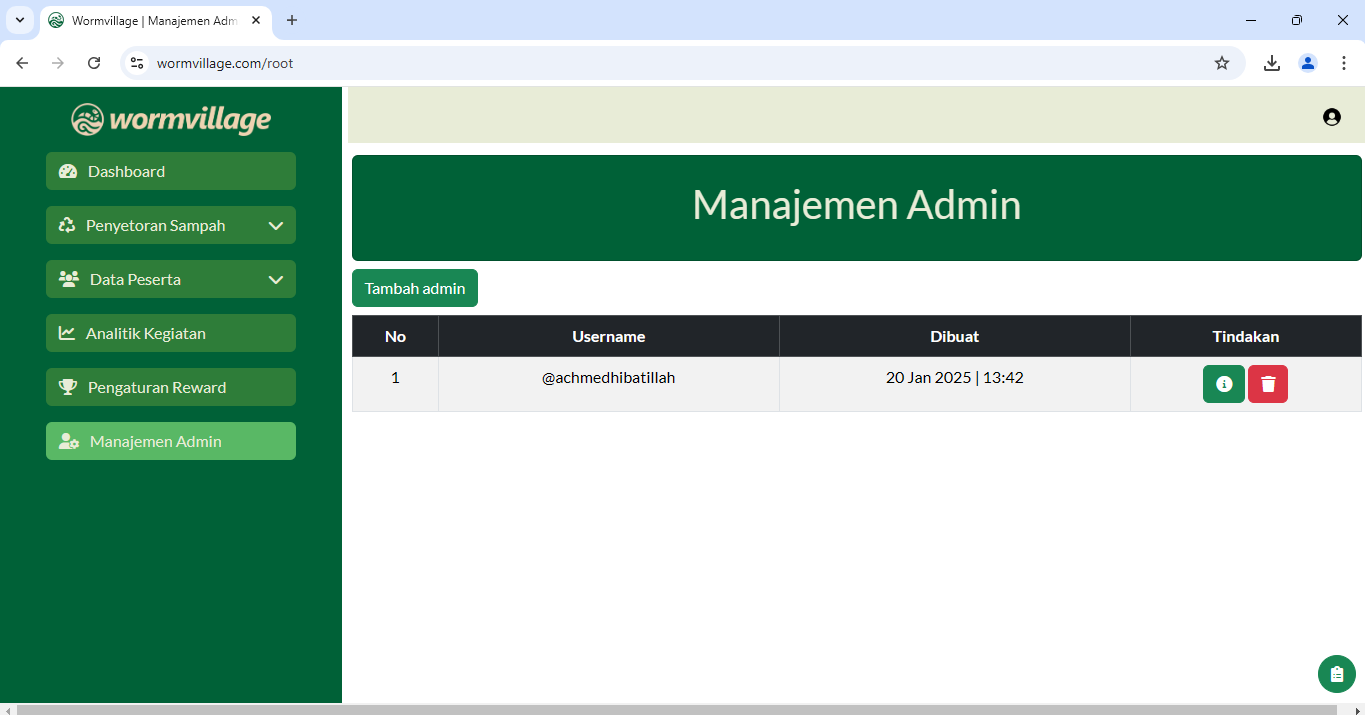 Wormvillage | Manajemen Adm
wormvillage.com/root
wormvillage
Dashboard
Penyetoran Sampah
Data Peserta
Analitik Kegiatan
Pengaturan Reward
Manajemen Admin
Manajemen Admin
Tambah admin
No Username Dibuat Tindakan
1 @achmedhibatillah 20 Jan 2025 | 13:42